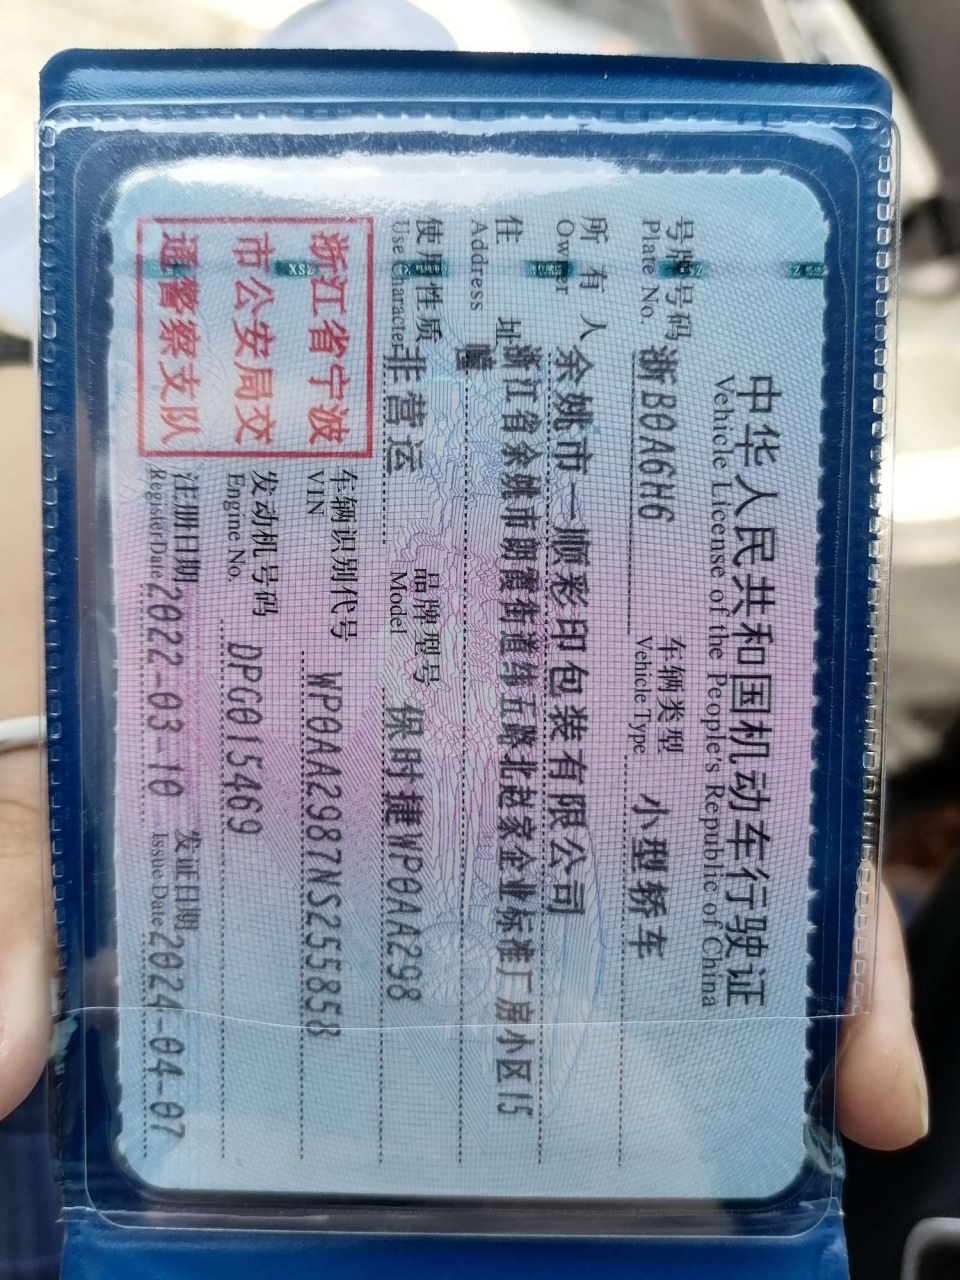 中华人民共和国机动车行驶证
Vehicle License of the People's Republic of China
号牌号码 浙B0A6H6 车辆类型 小型轿车
Plate No. Vehicle Type
所有人 余姚市一顺彩印包装有限公司
Owner
住址 浙江省余姚市朗霞街道纬五路北赵家企业标准厂房小区15
Address
使用性质 非营运 品牌型号 保时捷WP0AA298
Use Character Model
浙江省宁波
市公安局交
通警察支队
车辆识别代号 WP0AA2987NS255858
VIN
发动机号码 DPG015469
Engine No.
注册日期 2022-03-10 发证日期 2024-04-07
Register Date Issue Date